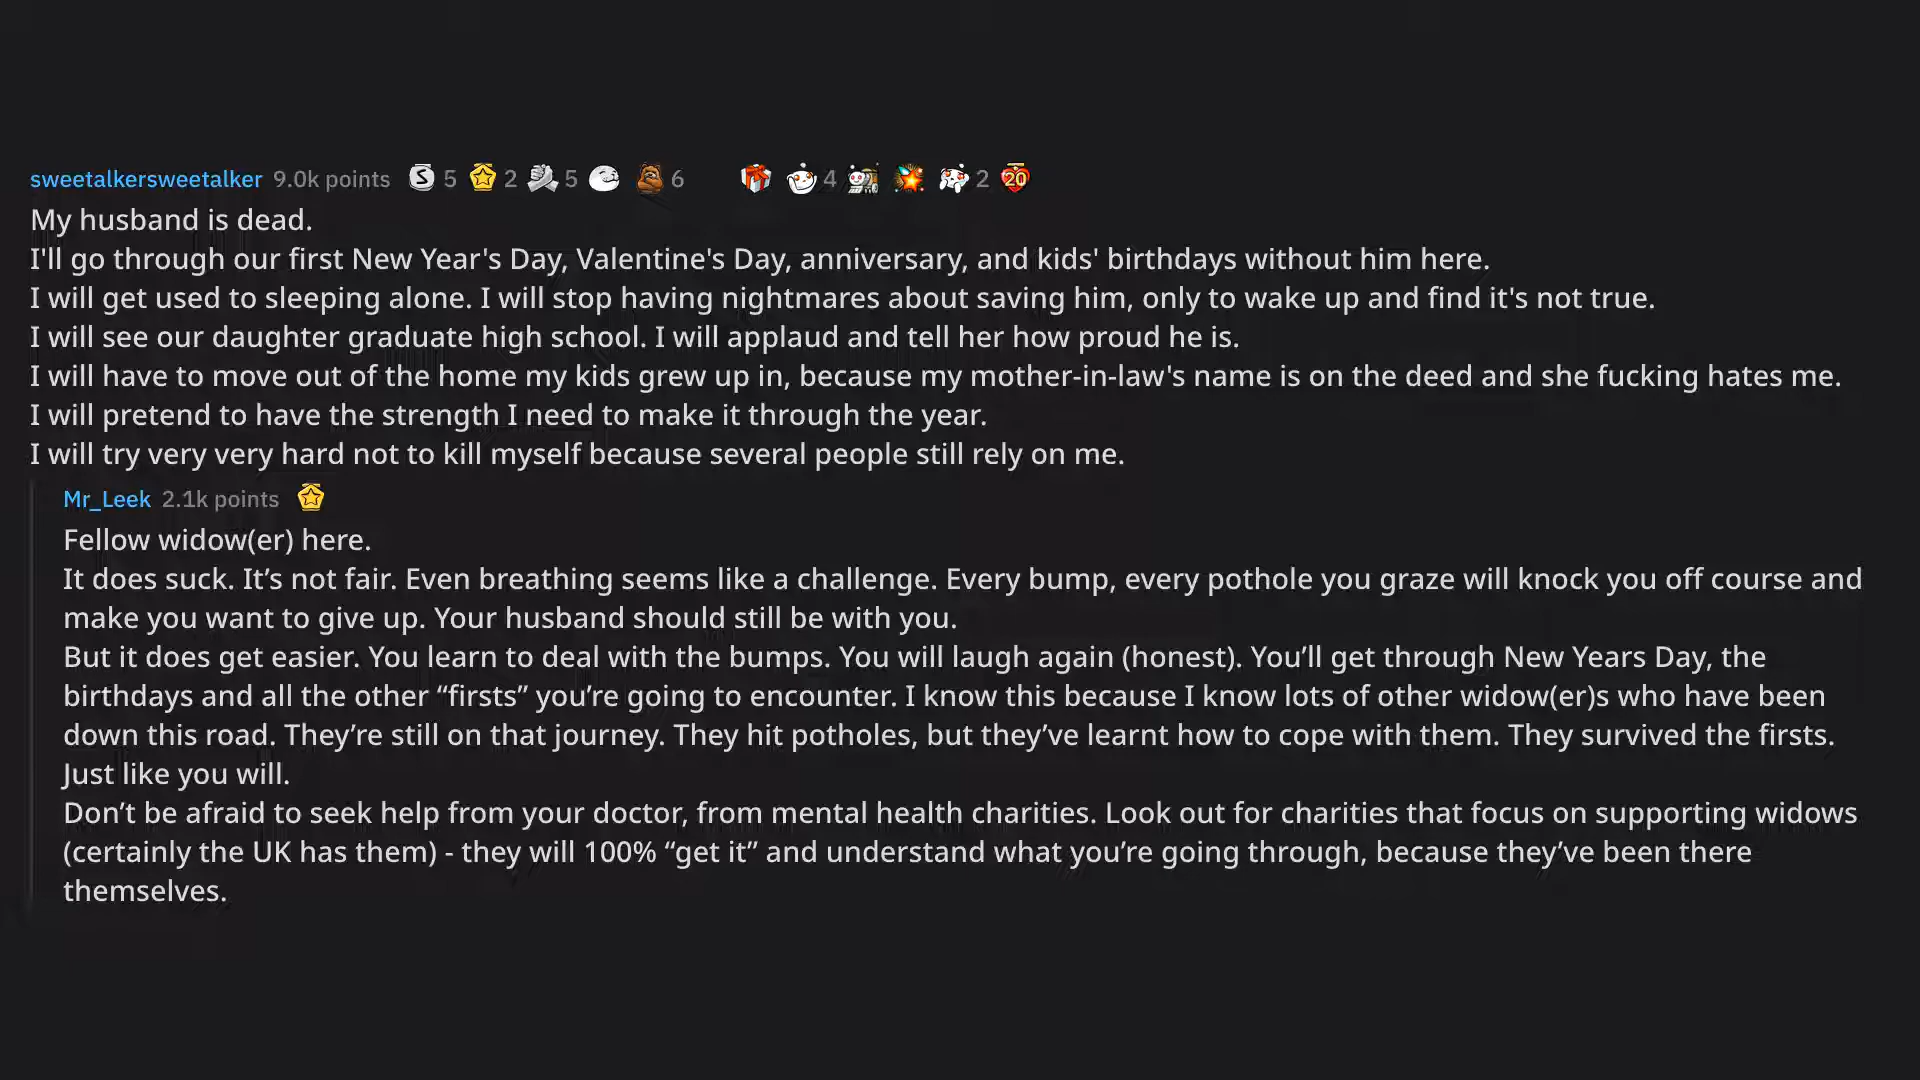 sweetalkersweetalker 9.0k points 5 2 5 6 4 2 20
My husband is dead.
I'll go through our first New Year's Day, Valentine's Day, anniversary, and kids' birthdays without him here.
I will get used to sleeping alone. I will stop having nightmares about saving him, only to wake up and find it's not true.
I will see our daughter graduate high school. I will applaud and tell her how proud he is.
I will have to move out of the home my kids grew up in, because my mother-in-law's name is on the deed and she fucking hates me.
I will pretend to have the strength I need to make it through the year.
I will try very very hard not to kill myself because several people still rely on me.
Mr_Leek 2.1k points
Fellow widow(er) here.
It does suck. It’s not fair. Even breathing seems like a challenge. Every bump, every pothole you graze will knock you off course and
make you want to give up. Your husband should still be with you.
But it does get easier. You learn to deal with the bumps. You will laugh again (honest). You’ll get through New Years Day, the
birthdays and all the other “firsts” you’re going to encounter. I know this because I know lots of other widow(er)s who have been
down this road. They’re still on that journey. They hit potholes, but they’ve learnt how to cope with them. They survived the firsts.
Just like you will.
Don’t be afraid to seek help from your doctor, from mental health charities. Look out for charities that focus on supporting widows
(certainly the UK has them) - they will 100% “get it” and understand what you’re going through, because they’ve been there
themselves.